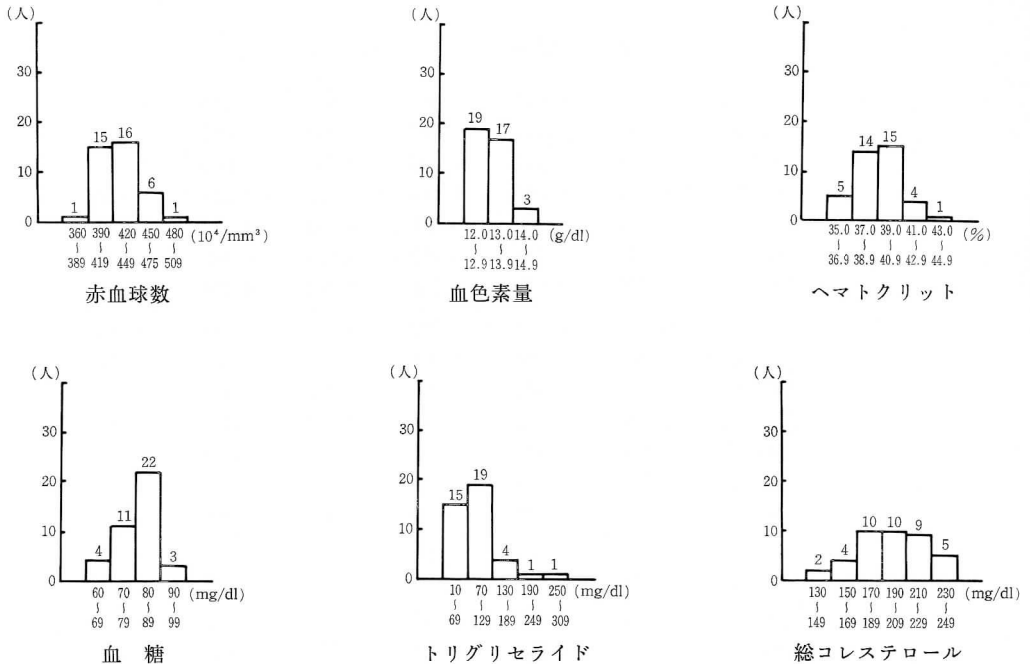 (人)
30
20
10
0
1
15
16
6
1
360 390 420 450 480 (10⁴/mm³)
389 419 449 475 509
赤血球数
(人)
30
20
10
0
19
17
3
12.0 13.0 14.0 (g/dl)
12.9 13.9 14.9
血色素量
(人)
30
20
10
0
5
14
15
4
1
35.0 37.0 39.0 41.0 43.0 (%)
36.9 38.9 40.9 42.9 44.9
ヘマトクリット
(人)
30
20
10
0
4
11
22
3
60 70 80 90 (mg/dl)
69 79 89 99
血 糖
(人)
30
20
10
0
15
19
4
1
1
10 70 130 190 250 (mg/dl)
69 129 189 249 309
トリグリセライド
(人)
30
20
10
0
2
4
10
10
9
5
130 150 170 190 210 230 (mg/dl)
149 169 189 209 229 249
総コレステロール